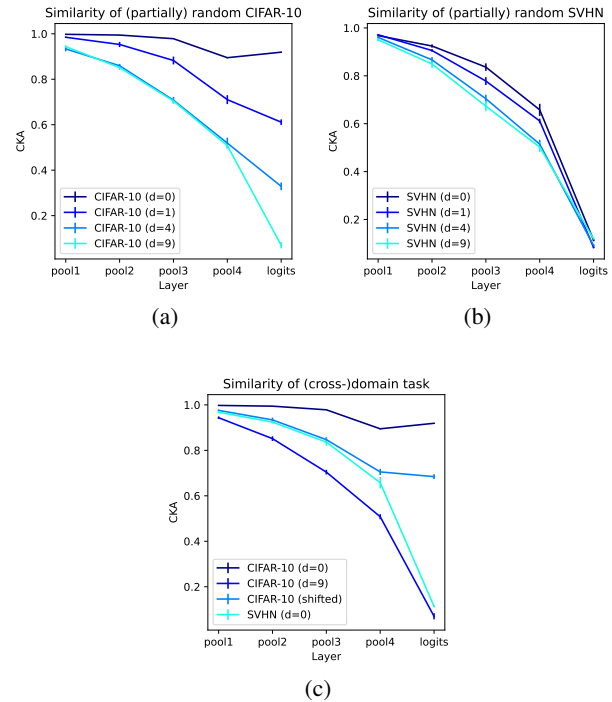 Similarity of (partially) random CIFAR-10
1.0
0.8
0.6
0.4
0.2
CKA
CIFAR-10 (d=0)
CIFAR-10 (d=1)
CIFAR-10 (d=4)
CIFAR-10 (d=9)
pool1 pool2 pool3 pool4 logits
Layer
(a)
Similarity of (partially) random SVHN
1.0
0.8
0.6
0.4
0.2
CKA
SVHN (d=0)
SVHN (d=1)
SVHN (d=4)
SVHN (d=9)
pool1 pool2 pool3 pool4 logits
Layer
(b)
Similarity of (cross-)domain task
1.0
0.8
0.6
0.4
0.2
CKA
CIFAR-10 (d=0)
CIFAR-10 (d=9)
CIFAR-10 (shifted)
SVHN (d=0)
pool1 pool2 pool3 pool4 logits
Layer
(c)